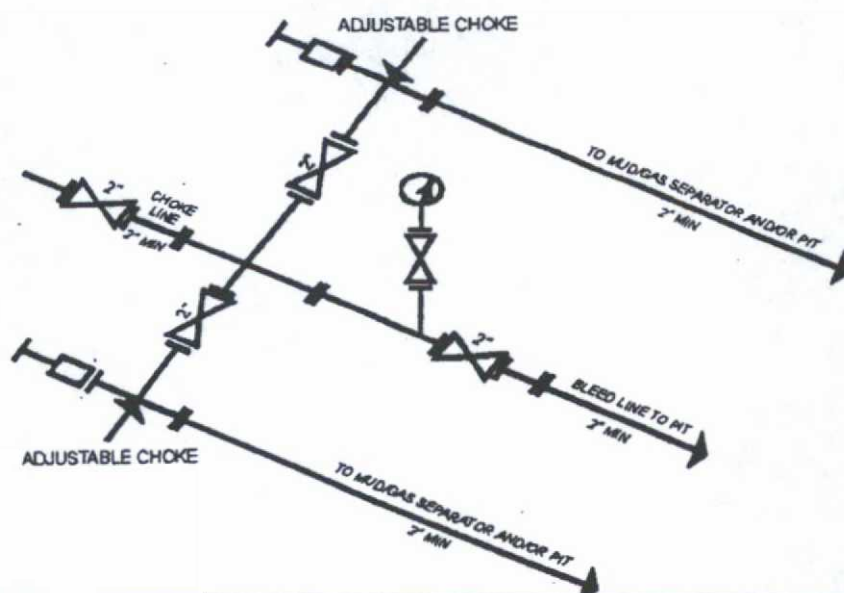 ADJUSTABLE CHOKE
2"
TO MUD/GAS SEPARATOR AND/OR PIT
2" MIN
2"
CHOKE
LINE
2" MIN
2"
2"
BLEED LINE TO PIT
2" MIN
ADJUSTABLE CHOKE
TO MUD/GAS SEPARATOR AND/OR PIT
2" MIN